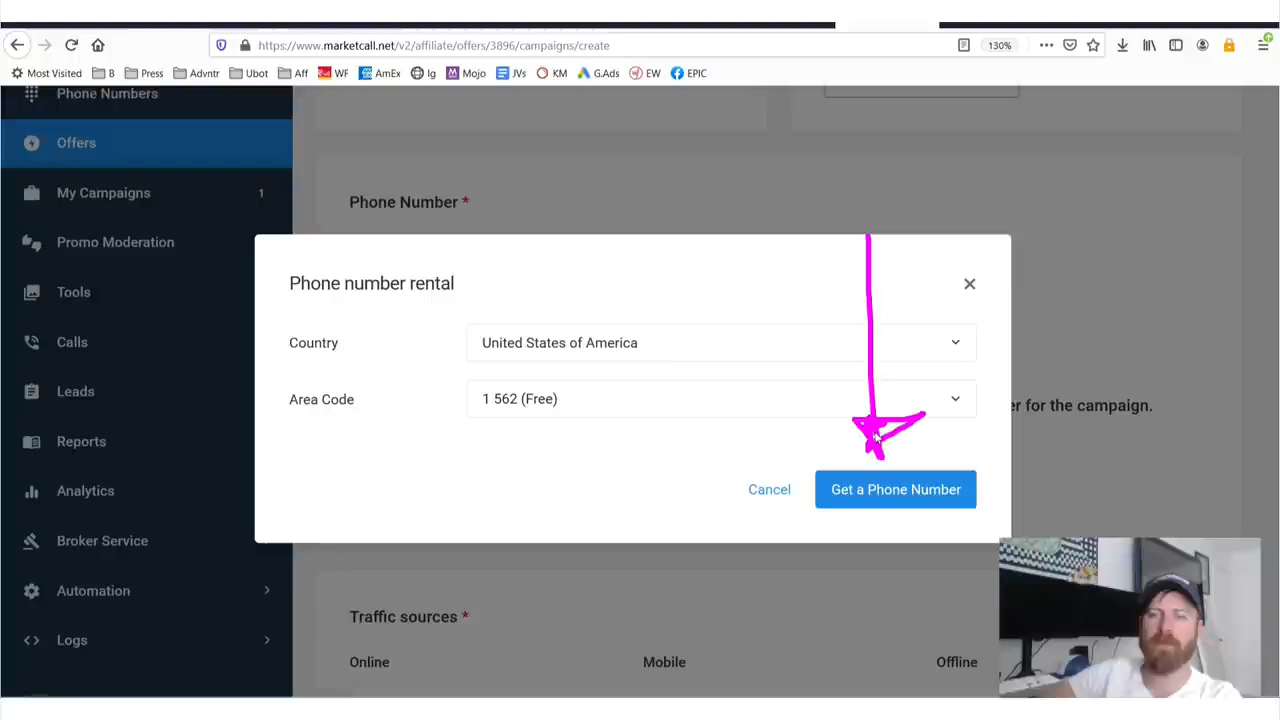 https://www.marketcall.net/v2/affiliate/offers/3896/campaigns/create
130%
Most Visited B Press Advntr Ubot Aff WF AmEx Ig Mojo JVs KM G.Ads EW EPIC
Phone Numbers
Offers
My Campaigns 1
Promo Moderation
Tools
Calls
Leads
Reports
Analytics
Broker Service
Automation
Logs
Phone Number *
Phone number rental
Country United States of America
Area Code 1 562 (Free)
er for the campaign.
Cancel Get a Phone Number
Traffic sources *
Online Mobile Offline